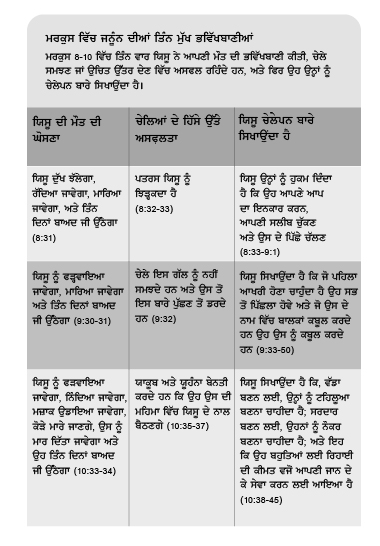 ਮਰਕੁਸ ਵਿੱਚ ਜਨੂੰਨ ਦੀਆਂ ਤਿੰਨ ਮੁੱਖ ਭਵਿੱਖਬਾਣੀਆਂ
ਮਰਕੁਸ 8-10 ਵਿੱਚ ਤਿੰਨ ਵਾਰ ਯਿਸੂ ਨੇ ਆਪਣੀ ਮੌਤ ਦੀ ਭਵਿੱਖਬਾਣੀ ਕੀਤੀ, ਚੇਲੇ
ਸਮਝਣ ਜਾਂ ਉਚਿਤ ਉੱਤਰ ਦੇਣ ਵਿੱਚ ਅਸਫਲ ਰਹਿੰਦੇ ਹਨ, ਅਤੇ ਫਿਰ ਉਹ ਉਨ੍ਹਾਂ ਨੂੰ
ਚੇਲੇਪਨ ਬਾਰੇ ਸਿਖਾਉਂਦਾ ਹੈ।
ਯਿਸੂ ਦੀ ਮੌਤ ਦੀ
ਘੋਸਣਾ
ਚੇਲਿਆਂ ਦੇ ਹਿੱਸੇ ਉੱਤੇ
ਅਸਫ਼ਲਤਾ
ਯਿਸੂ ਚੇਲੇਪਨ ਬਾਰੇ
ਸਿਖਾਉਂਦਾ ਹੈ
ਯਿਸੂ ਦੁੱਖ ਝੱਲੇਗਾ,
ਰੱਦਿਆ ਜਾਵੇਗਾ, ਮਾਰਿਆ
ਜਾਵੇਗਾ, ਅਤੇ ਤਿੰਨ
ਦਿਨਾਂ ਬਾਅਦ ਜੀ ਉੱਠੇਗਾ
(8:31)
ਪਤਰਸ ਯਿਸੂ ਨੂੰ
ਝਿੜ੍ਹਕਦਾ ਹੈ
(8:32-33)
ਯਿਸੂ ਉਨ੍ਹਾਂ ਨੂੰ ਹੁਕਮ ਦਿੰਦਾ
ਹੈ ਕਿ ਉਹ ਆਪਣੇ ਆਪ
ਦਾ ਇਨਕਾਰ ਕਰਨ,
ਆਪਣੀ ਸਲੀਬ ਚੁੱਕਣ
ਅਤੇ ਉਸ ਦੇ ਪਿੱਛੇ ਚੱਲਣ
(8:33-9:1)
ਯਿਸੂ ਨੂੰ ਫੜ੍ਹਵਾਇਆ
ਜਾਵੇਗਾ, ਮਾਰਿਆ ਜਾਵੇਗਾ
ਅਤੇ ਤਿੰਨ ਦਿਨਾਂ ਬਾਅਦ
ਜੀ ਉੱਠੇਗਾ (9:30-31)
ਚੇਲੇ ਇਸ ਗੱਲ ਨੂੰ ਨਹੀਂ
ਸਮਝਦੇ ਹਨ ਅਤੇ ਉਸ ਤੋਂ
ਇਸ ਬਾਰੇ ਪੁੱਛਣ ਤੋਂ ਡਰਦੇ
ਹਨ (9:32)
ਯਿਸੂ ਸਿਖਾਉਂਦਾ ਹੈ ਕਿ ਜੋ ਪਹਿਲਾ
ਆਖਰੀ ਹੋਣਾ ਚਾਹੁੰਦਾ ਹੈ ਉਹ ਸਭ
ਤੋਂ ਪਿੱਛਲਾ ਹੋਵੇ ਅਤੇ ਜੋ ਉਸ ਦੇ
ਨਾਮ ਵਿੱਚ ਬਾਲਕਾਂ ਕਬੂਲ ਕਰਦੇ
ਹਨ ਉਹ ਉਸ ਨੂੰ ਕਬੂਲ ਕਰਦੇ
ਹਨ (9:33-50)
ਯਿਸੂ ਨੂੰ ਫੜਵਾਇਆ
ਜਾਵੇਗਾ, ਨਿੰਦਿਆ ਜਾਵੇਗਾ,
ਮਜ਼ਾਕ ਉਡਾਇਆ ਜਾਵੇਗਾ,
ਕੋੜੇ ਮਾਰੇ ਜਾਣਗੇ, ਉਸ ਨੂੰ
ਮਾਰ ਦਿੱਤਾ ਜਾਵੇਗਾ ਅਤੇ
ਉਹ ਤਿੰਨ ਦਿਨਾਂ ਬਾਅਦ
ਜੀ ਉੱਠੇਗਾ (10:33-34)
ਯਾਕੂਬ ਅਤੇ ਯੂਹੰਨਾ ਬੇਨਤੀ
ਕਰਦੇ ਹਨ ਕਿ ਉਹ ਉਸ ਦੀ
ਮਹਿਮਾ ਵਿੱਚ ਯਿਸੂ ਦੇ ਨਾਲ
ਬੈਠਣਗੇ (10:35-37)
ਯਿਸੂ ਸਿਖਾਉਂਦਾ ਹੈ ਕਿ, ਵੱਡਾ
ਬਣਨ ਲਈ, ਉਨ੍ਹਾਂ ਨੂੰ ਟਹਿਲੂਆ
ਬਣਨਾ ਚਾਹੀਦਾ ਹੈ; ਸਰਦਾਰ
ਬਣਨ ਲਈ, ਉਹਨਾਂ ਨੂੰ ਨੌਕਰ
ਬਣਨਾ ਚਾਹੀਦਾ ਹੈ; ਅਤੇ ਇਹ
ਕਿ ਉਹ ਬਹੁਤਿਆਂ ਲਈ ਰਿਹਾਈ
ਦੀ ਕੀਮਤ ਵਜੋਂ ਆਪਣੀ ਜਾਨ ਦੇ
ਕੇ ਸੇਵਾ ਕਰਨ ਲਈ ਆਇਆ ਹੈ
(10:38-45)